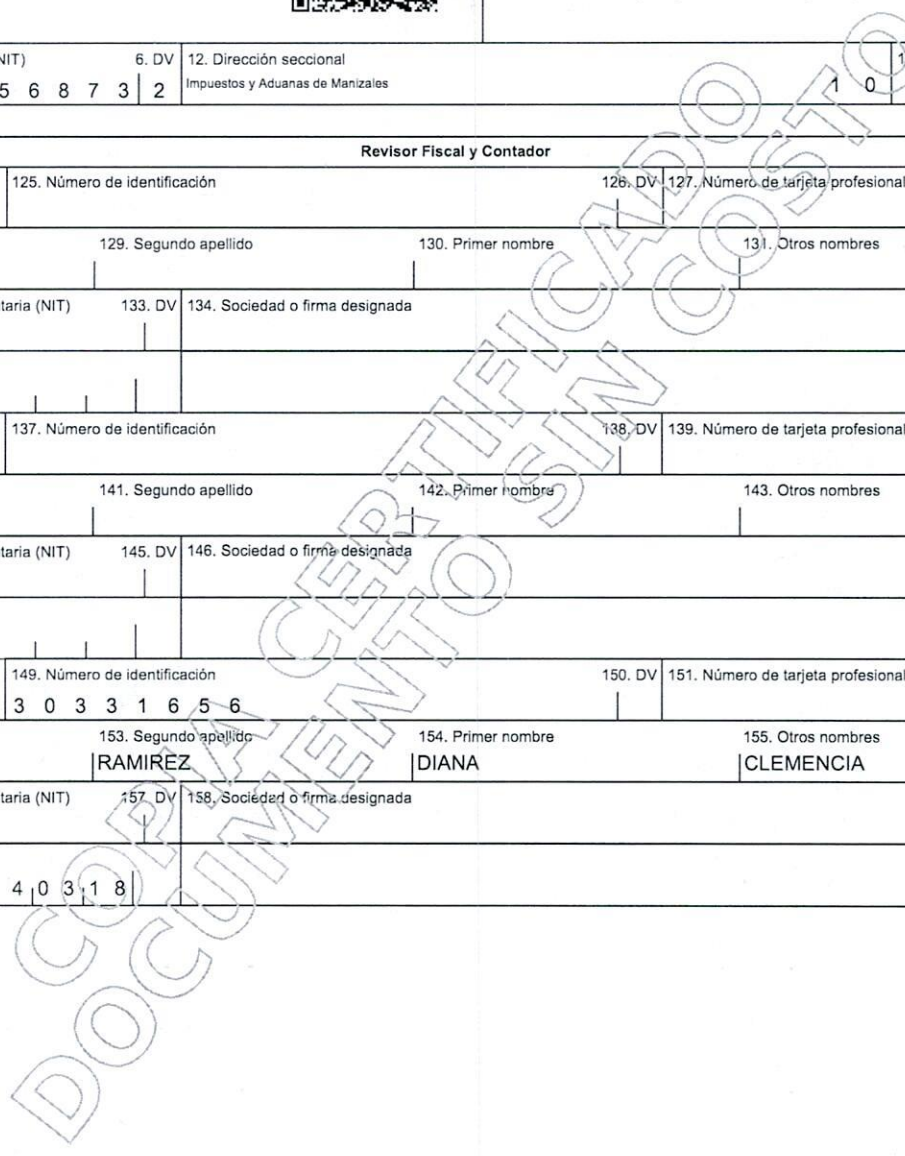 NIT) 6. DV 12. Dirección seccional
5 6 8 7 3 2 Impuestos y Aduanas de Manizales 1 0
Revisor Fiscal y Contador
125. Número de identificación 126. DV 127. Número de tarjeta profesional
129. Segundo apellido 130. Primer nombre 131. Otros nombres
taria (NIT) 133. DV 134. Sociedad o firma designada
137. Número de identificación 138. DV 139. Número de tarjeta profesional
141. Segundo apellido 142. Primer nombre 143. Otros nombres
taria (NIT) 145. DV 146. Sociedad o firma designada
149. Número de identificación 150. DV 151. Número de tarjeta profesional
3 0 3 3 1 6 5 6
153. Segundo apellido 154. Primer nombre 155. Otros nombres
RAMIREZ DIANA CLEMENCIA
taria (NIT) 157. DV 158. Sociedad o firma designada
4 0 3 1 8
COPIA CERTIFICADO
DOCUMENTO SIN COSTO